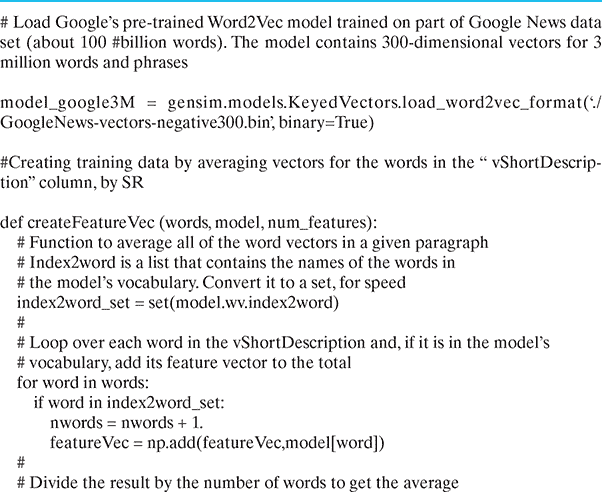 # Load Google’s pre-trained Word2Vec model trained on part of Google News data
set (about 100 #billion words). The model contains 300-dimensional vectors for 3
million words and phrases
model_google3M = gensim.models.KeyedVectors.load_word2vec_format(‘./
GoogleNews-vectors-negative300.bin’, binary=True)
#Creating training data by averaging vectors for the words in the “ vShortDescrip-
tion” column, by SR
def createFeatureVec (words, model, num_features):
# Function to average all of the word vectors in a given paragraph
# Index2word is a list that contains the names of the words in
# the model’s vocabulary. Convert it to a set, for speed
index2word_set = set(model.wv.index2word)
#
# Loop over each word in the vShortDescription and, if it is in the model’s
# vocabulary, add its feature vector to the total
for word in words:
if word in index2word_set:
nwords = nwords + 1.
featureVec = np.add(featureVec,model[word])
#
# Divide the result by the number of words to get the average